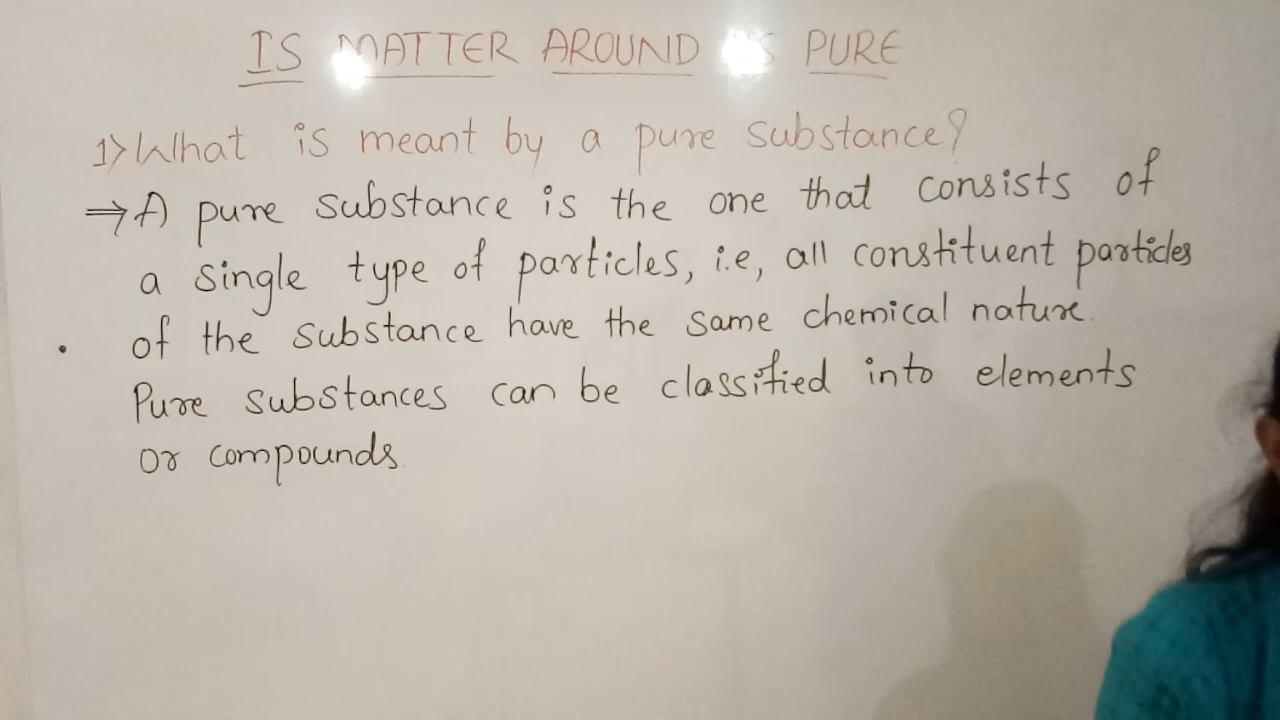 IS MATTER AROUND US PURE
1) What is meant by a pure substance?
⇒ A pure substance is the one that consists of
a single type of particles, i.e, all constituent particles
of the substance have the same chemical nature.
Pure substances can be classified into elements
or compounds.